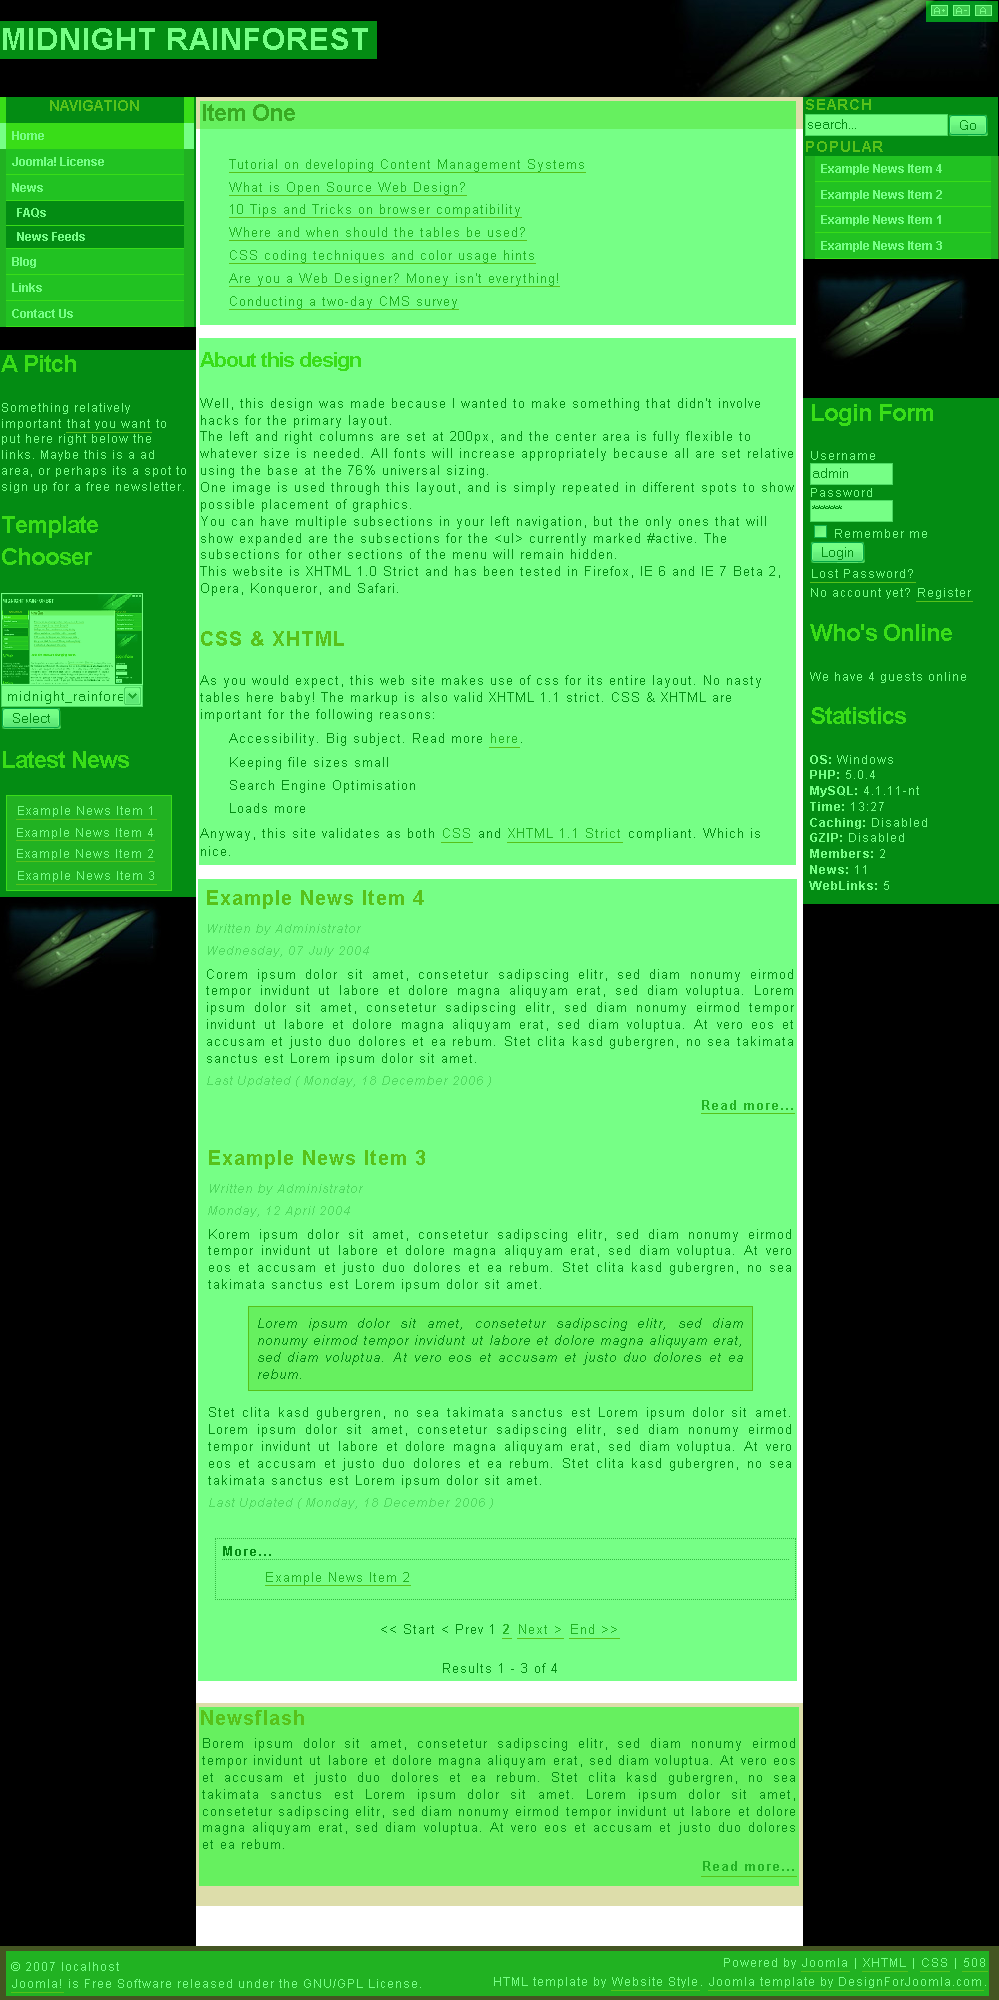 MIDNIGHT RAINFOREST
A+ A- A
NAVIGATION
Home
Joomla! License
News
FAQs
News Feeds
Blog
Links
Contact Us
A Pitch
Something relatively
important that you want to
put here right below the
links. Maybe this is a ad
area, or perhaps its a spot to
sign up for a free newsletter.
Template
Chooser
midnight_rainfore
Select
Latest News
Example News Item 1
Example News Item 4
Example News Item 2
Example News Item 3
Item One
Tutorial on developing Content Management Systems
What is Open Source Web Design?
10 Tips and Tricks on browser compatibility
Where and when should the tables be used?
CSS coding techniques and color usage hints
Are you a Web Designer? Money isn't everything!
Conducting a two-day CMS survey
About this design
Well, this design was made because I wanted to make something that didn't involve
hacks for the primary layout.
The left and right columns are set at 200px, and the center area is fully flexible to
whatever size is needed. All fonts will increase appropriately because all are set relative
using the base at the 76% universal sizing.
One image is used through this layout, and is simply repeated in different spots to show
possible placement of graphics.
You can have multiple subsections in your left navigation, but the only ones that will
show expanded are the subsections for the <ul> currently marked #active. The
subsections for other sections of the menu will remain hidden.
This website is XHTML 1.0 Strict and has been tested in Firefox, IE 6 and IE 7 Beta 2,
Opera, Konqueror, and Safari.
CSS & XHTML
As you would expect, this web site makes use of css for its entire layout. No nasty
tables here baby! The markup is also valid XHTML 1.1 strict. CSS & XHTML are
important for the following reasons:
Accessibility. Big subject. Read more here.
Keeping file sizes small
Search Engine Optimisation
Loads more
Anyway, this site validates as both CSS and XHTML 1.1 Strict compliant. Which is
nice.
Example News Item 4
Written by Administrator
Wednesday, 07 July 2004
Corem ipsum dolor sit amet, consetetur sadipscing elitr, sed diam nonumy eirmod
tempor invidunt ut labore et dolore magna aliquyam erat, sed diam voluptua. Lorem
ipsum dolor sit amet, consetetur sadipscing elitr, sed diam nonumy eirmod tempor
invidunt ut labore et dolore magna aliquyam erat, sed diam voluptua. At vero eos et
accusam et justo duo dolores et ea rebum. Stet clita kasd gubergren, no sea takimata
sanctus est Lorem ipsum dolor sit amet.
Last Updated ( Monday, 18 December 2006 )
Read more...
Example News Item 3
Written by Administrator
Monday, 12 April 2004
Korem ipsum dolor sit amet, consetetur sadipscing elitr, sed diam nonumy eirmod
tempor invidunt ut labore et dolore magna aliquyam erat, sed diam voluptua. At vero
eos et accusam et justo duo dolores et ea rebum. Stet clita kasd gubergren, no sea
takimata sanctus est Lorem ipsum dolor sit amet.
Lorem ipsum dolor sit amet, consetetur sadipscing elitr, sed diam
nonumy eirmod tempor invidunt ut labore et dolore magna aliquyam erat,
sed diam voluptua. At vero eos et accusam et justo duo dolores et ea
rebum.
Stet clita kasd gubergren, no sea takimata sanctus est Lorem ipsum dolor sit amet.
Lorem ipsum dolor sit amet, consetetur sadipscing elitr, sed diam nonumy eirmod
tempor invidunt ut labore et dolore magna aliquyam erat, sed diam voluptua. At vero
eos et accusam et justo duo dolores et ea rebum. Stet clita kasd gubergren, no sea
takimata sanctus est Lorem ipsum dolor sit amet.
Last Updated ( Monday, 18 December 2006 )
More...
Example News Item 2
<< Start < Prev 1 2 Next > End >>
Results 1 - 3 of 4
Newsflash
Borem ipsum dolor sit amet, consetetur sadipscing elitr, sed diam nonumy eirmod
tempor invidunt ut labore et dolore magna aliquyam erat, sed diam voluptua. At vero eos
et accusam et justo duo dolores et ea rebum. Stet clita kasd gubergren, no sea
takimata sanctus est Lorem ipsum dolor sit amet. Lorem ipsum dolor sit amet,
consetetur sadipscing elitr, sed diam nonumy eirmod tempor invidunt ut labore et dolore
magna aliquyam erat, sed diam voluptua. At vero eos et accusam et justo duo dolores
et ea rebum.
Read more...
SEARCH
search...
Go
POPULAR
Example News Item 4
Example News Item 2
Example News Item 1
Example News Item 3
Login Form
Username
admin
Password
*******
Remember me
Login
Lost Password?
No account yet? Register
Who's Online
We have 4 guests online
Statistics
OS: Windows
PHP: 5.0.4
MySQL: 4.1.11-nt
Time: 13:27
Caching: Disabled
GZIP: Disabled
Members: 2
News: 11
WebLinks: 5
© 2007 localhost
Joomla! is Free Software released under the GNU/GPL License.
Powered by Joomla | XHTML | CSS | 508
HTML template by Website Style. Joomla template by DesignForJoomla.com.